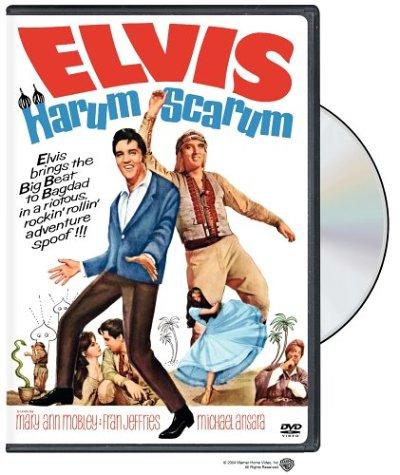 ELVIS
Harum Scarum
Elvis
brings the
Big Beat
to Bagdad
in a riotous,
rockin' rollin'
adventure
spoof!!!
Mary Ann Mobley · Fran Jeffries
Michael Ansara
DVD
VIDEO